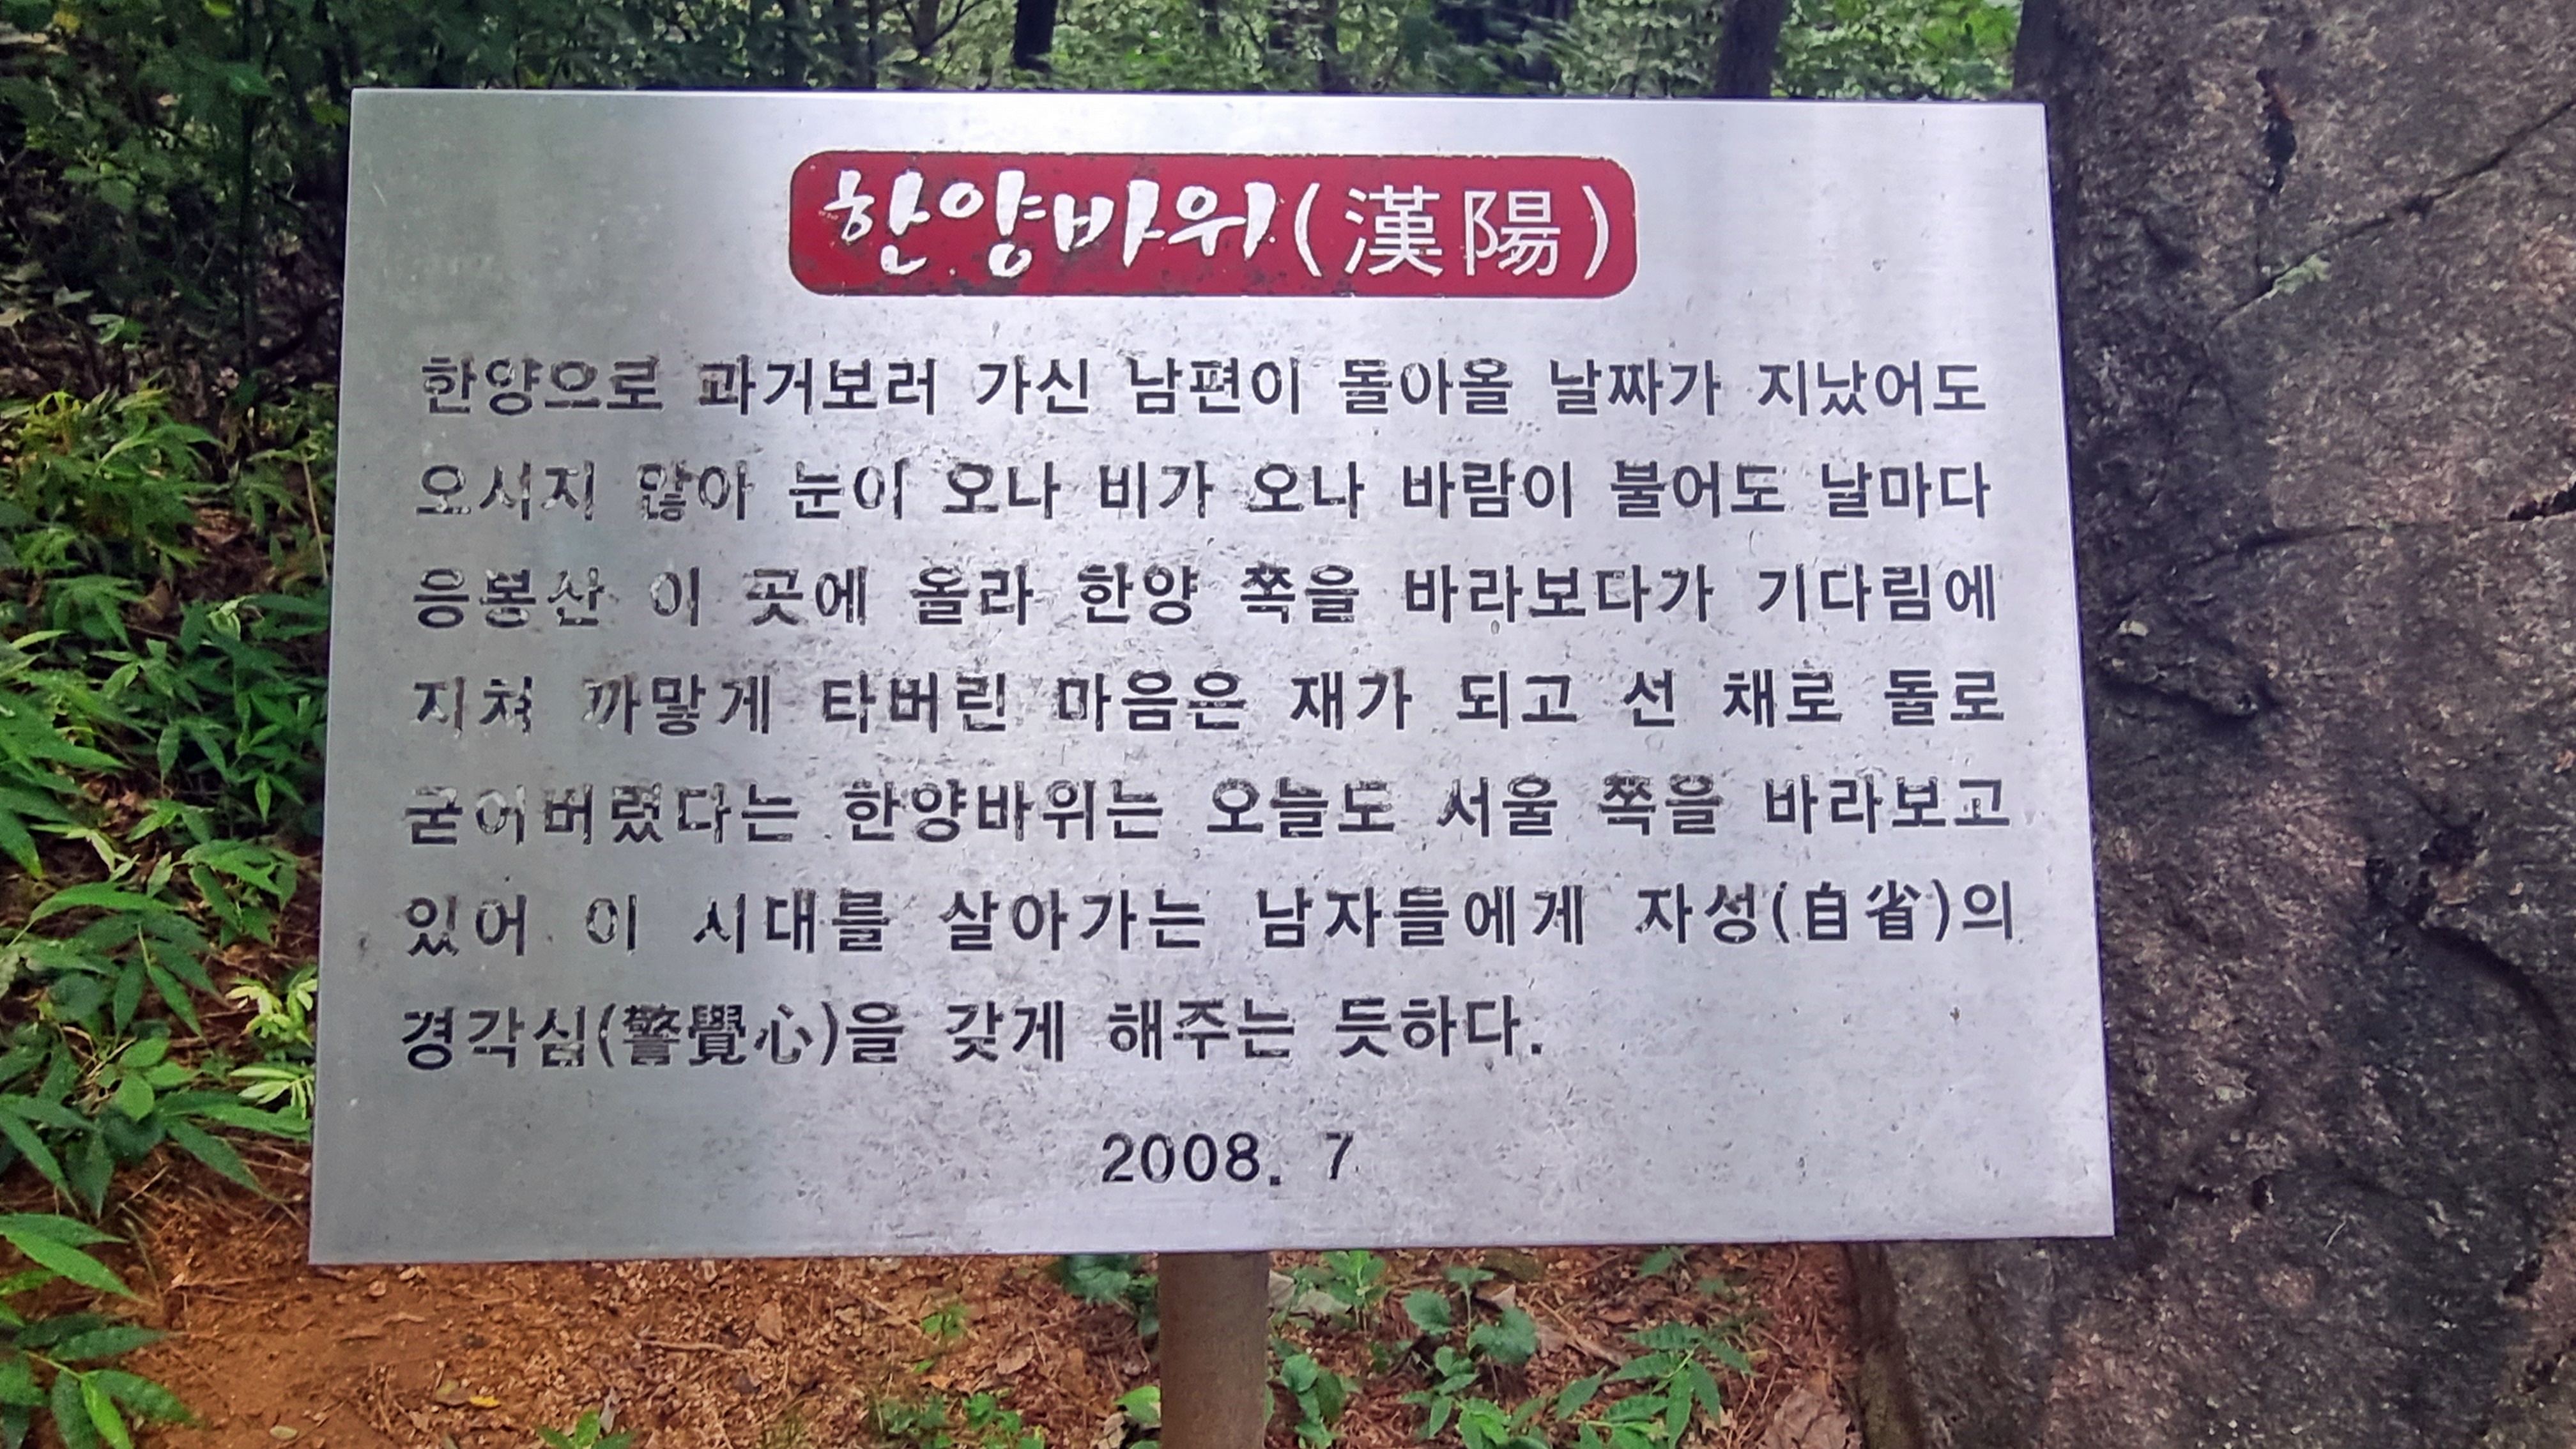 한양바위(漢陽)
한양으로 과거보러 가신 남편이 돌아올 날짜가 지났어도
오시지 않아 눈이 오나 비가 오나 바람이 불어도 날마다
응봉산 이 곳에 올라 한양 쪽을 바라보다가 기다림에
지쳐 까맣게 타버린 마음은 재가 되고 선 채로 돌로
굳어버렸다는 한양바위는 오늘도 서울 쪽을 바라보고
있어 이 시대를 살아가는 남자들에게 자성(自省)의
경각심(警覺心)을 갖게 해주는 듯하다.
2008. 7